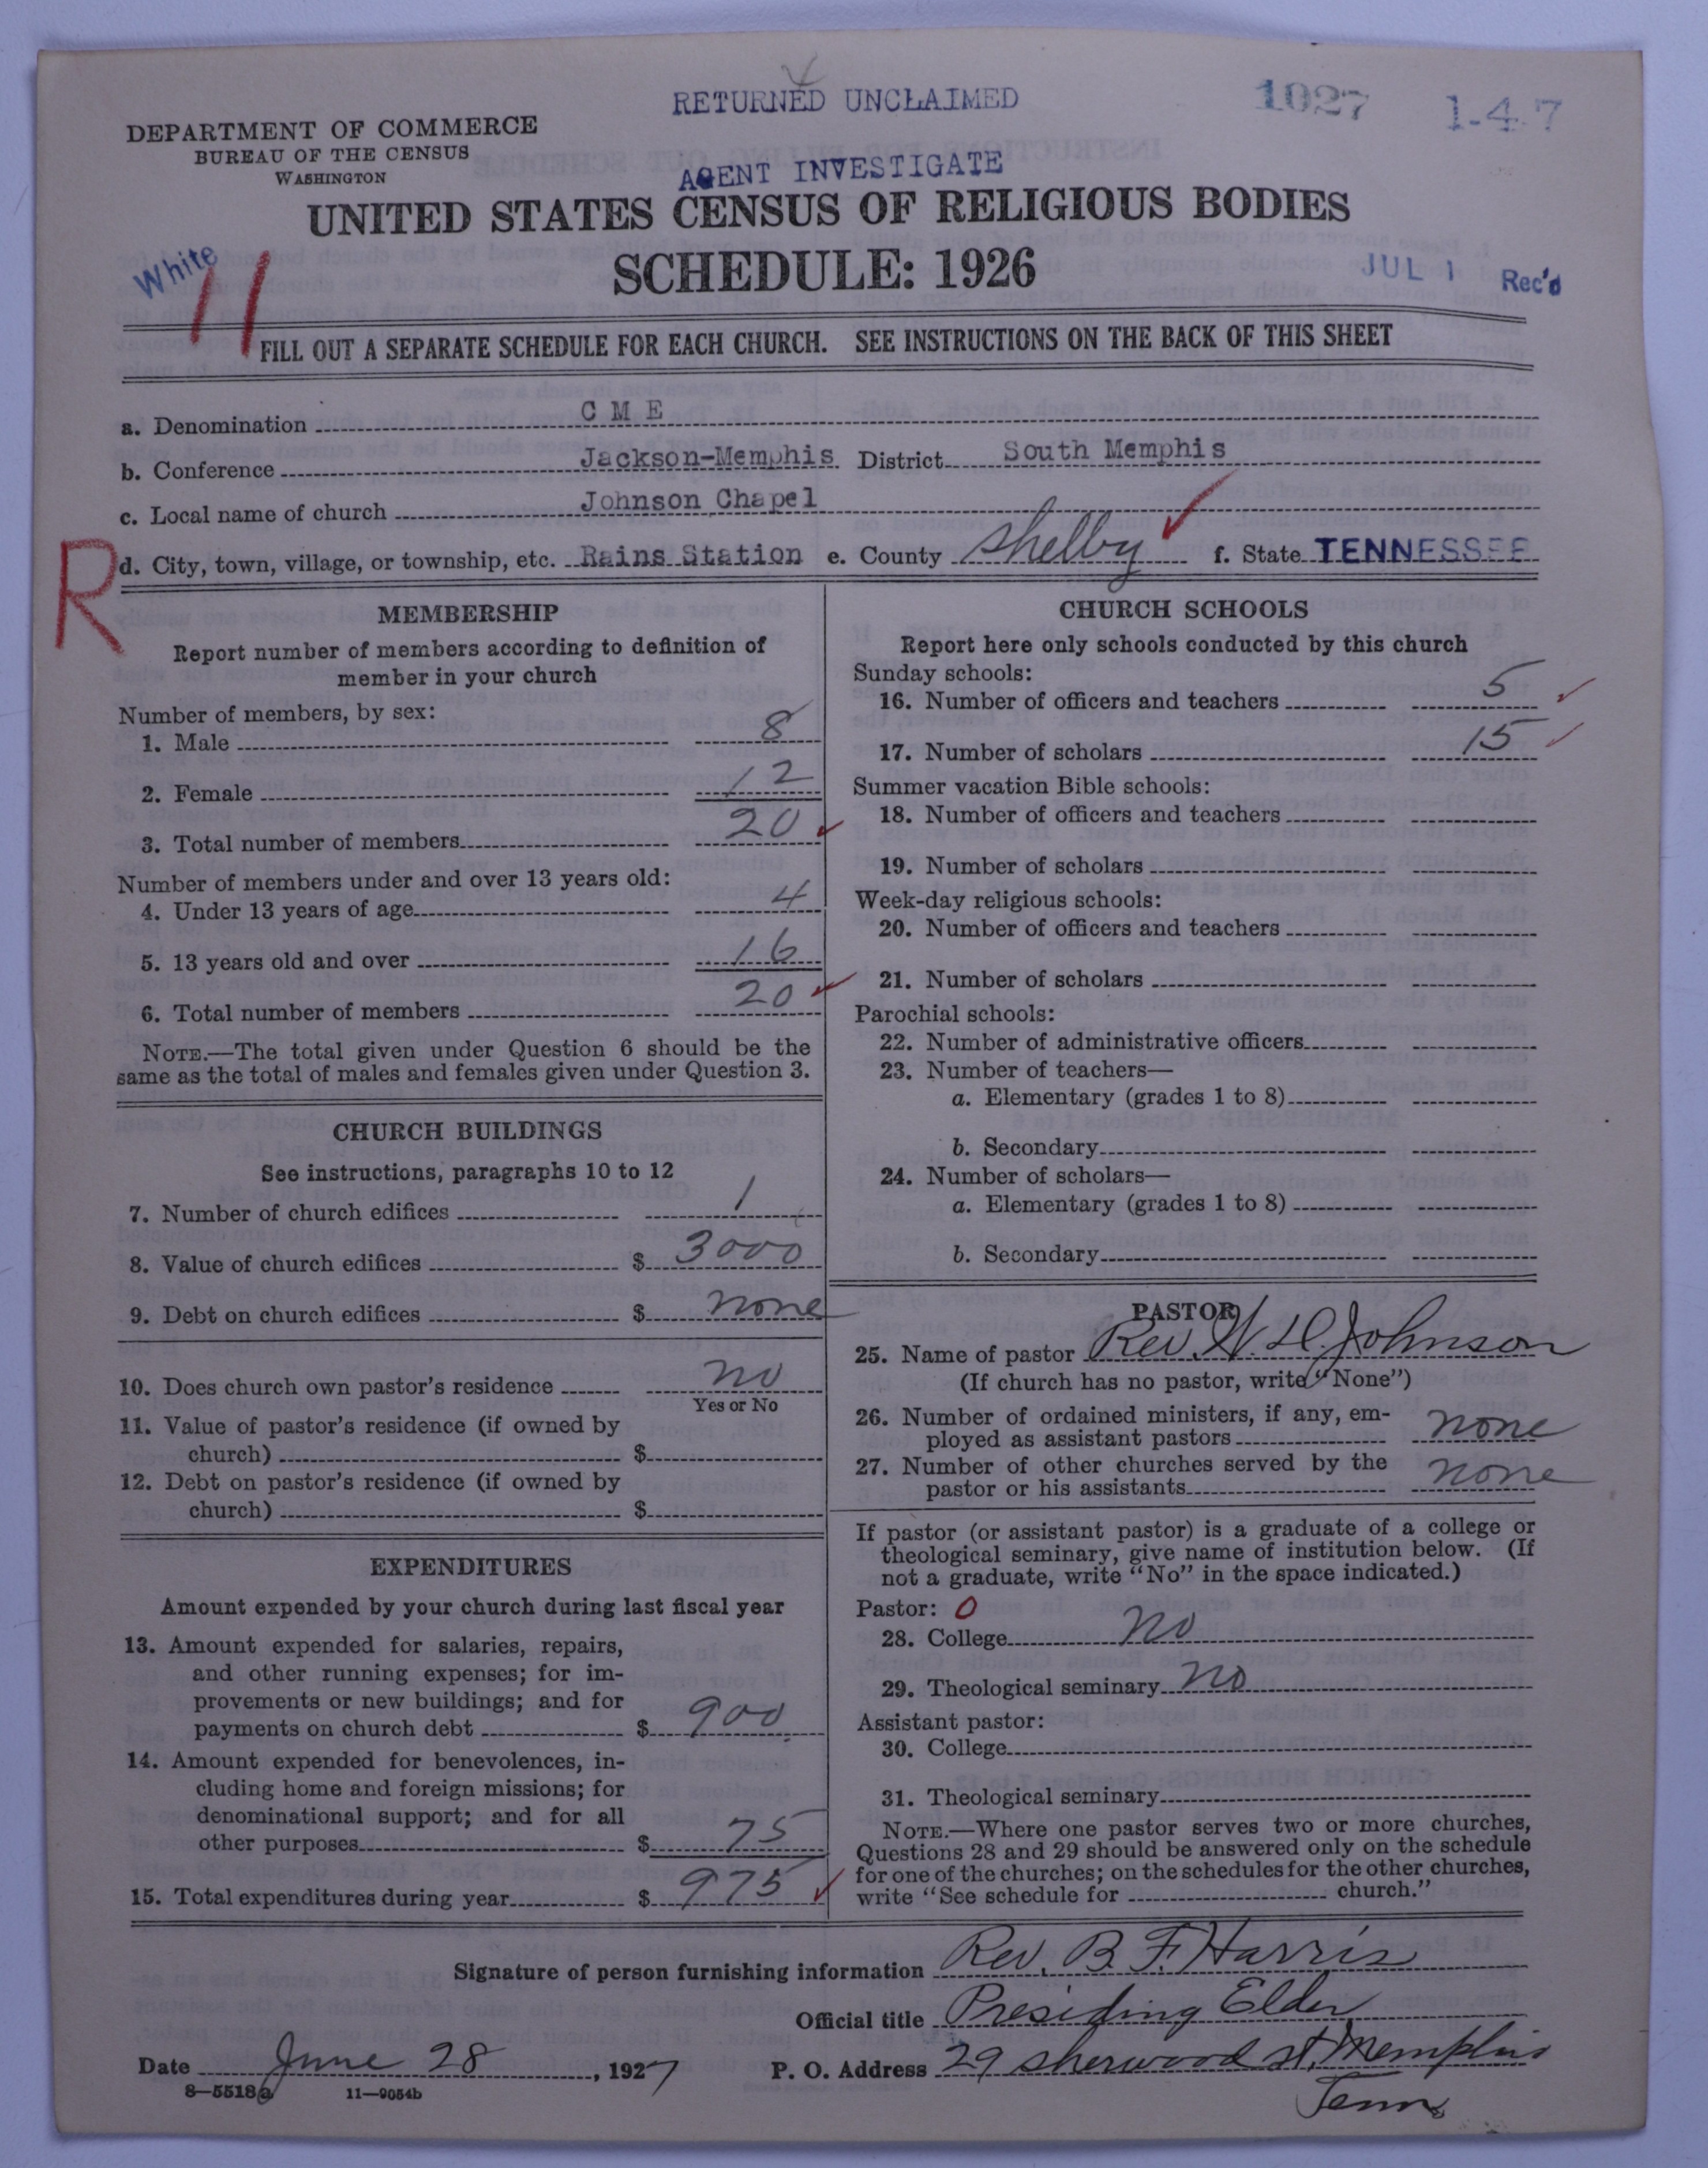 RETURNED UNCLAIMED
1027 1-4-7
DEPARTMENT OF COMMERCE
BUREAU OF THE CENSUS
WASHINGTON
AGENT INVESTIGATE
UNITED STATES CENSUS OF RELIGIOUS BODIES
White
SCHEDULE: 1926
JUL 1 Rec'd
FILL OUT A SEPARATE SCHEDULE FOR EACH CHURCH. SEE INSTRUCTIONS ON THE BACK OF THIS SHEET
a. Denomination C M E
b. Conference Jackson-Memphis District South Memphis
c. Local name of church Johnson Chapel
R
d. City, town, village, or township, etc. Rains Station e. County Shelby f. State TENNESSEE
MEMBERSHIP
Report number of members according to definition of
member in your church
Number of members, by sex:
1. Male 8
2. Female 12
3. Total number of members 20
Number of members under and over 13 years old:
4. Under 13 years of age 4
5. 13 years old and over 16
6. Total number of members 20
NOTE.—The total given under Question 6 should be the
same as the total of males and females given under Question 3.
CHURCH BUILDINGS
See instructions, paragraphs 10 to 12
7. Number of church edifices 1
8. Value of church edifices $ 3000
9. Debt on church edifices $ none
10. Does church own pastor's residence no
Yes or No
11. Value of pastor's residence (if owned by
church) $
12. Debt on pastor's residence (if owned by
church) $
EXPENDITURES
Amount expended by your church during last fiscal year
13. Amount expended for salaries, repairs,
and other running expenses; for im-
provements or new buildings; and for
payments on church debt $ 900
14. Amount expended for benevolences, in-
cluding home and foreign missions; for
denominational support; and for all
other purposes $ 75
15. Total expenditures during year $ 975
CHURCH SCHOOLS
Report here only schools conducted by this church
Sunday schools:
16. Number of officers and teachers 5
17. Number of scholars 15
Summer vacation Bible schools:
18. Number of officers and teachers
19. Number of scholars
Week-day religious schools:
20. Number of officers and teachers
21. Number of scholars
Parochial schools:
22. Number of administrative officers
23. Number of teachers—
a. Elementary (grades 1 to 8)
b. Secondary
24. Number of scholars—
a. Elementary (grades 1 to 8)
b. Secondary
PASTOR
25. Name of pastor Rev. W. H. Johnson
(If church has no pastor, write "None")
26. Number of ordained ministers, if any, em-
ployed as assistant pastors none
27. Number of other churches served by the
pastor or his assistants none
If pastor (or assistant pastor) is a graduate of a college or
theological seminary, give name of institution below. (If
not a graduate, write "No" in the space indicated.)
Pastor: 0
28. College no
29. Theological seminary no
Assistant pastor:
30. College
31. Theological seminary
NOTE.—Where one pastor serves two or more churches,
Questions 28 and 29 should be answered only on the schedule
for one of the churches; on the schedules for the other churches,
write "See schedule for church."
Signature of person furnishing information Rev. B. F. Harris
Official title Presiding Elder
Date June 28, 1927 P. O. Address 29 sherwood st, Memphis
Tenn
8—5518a 11—9054b